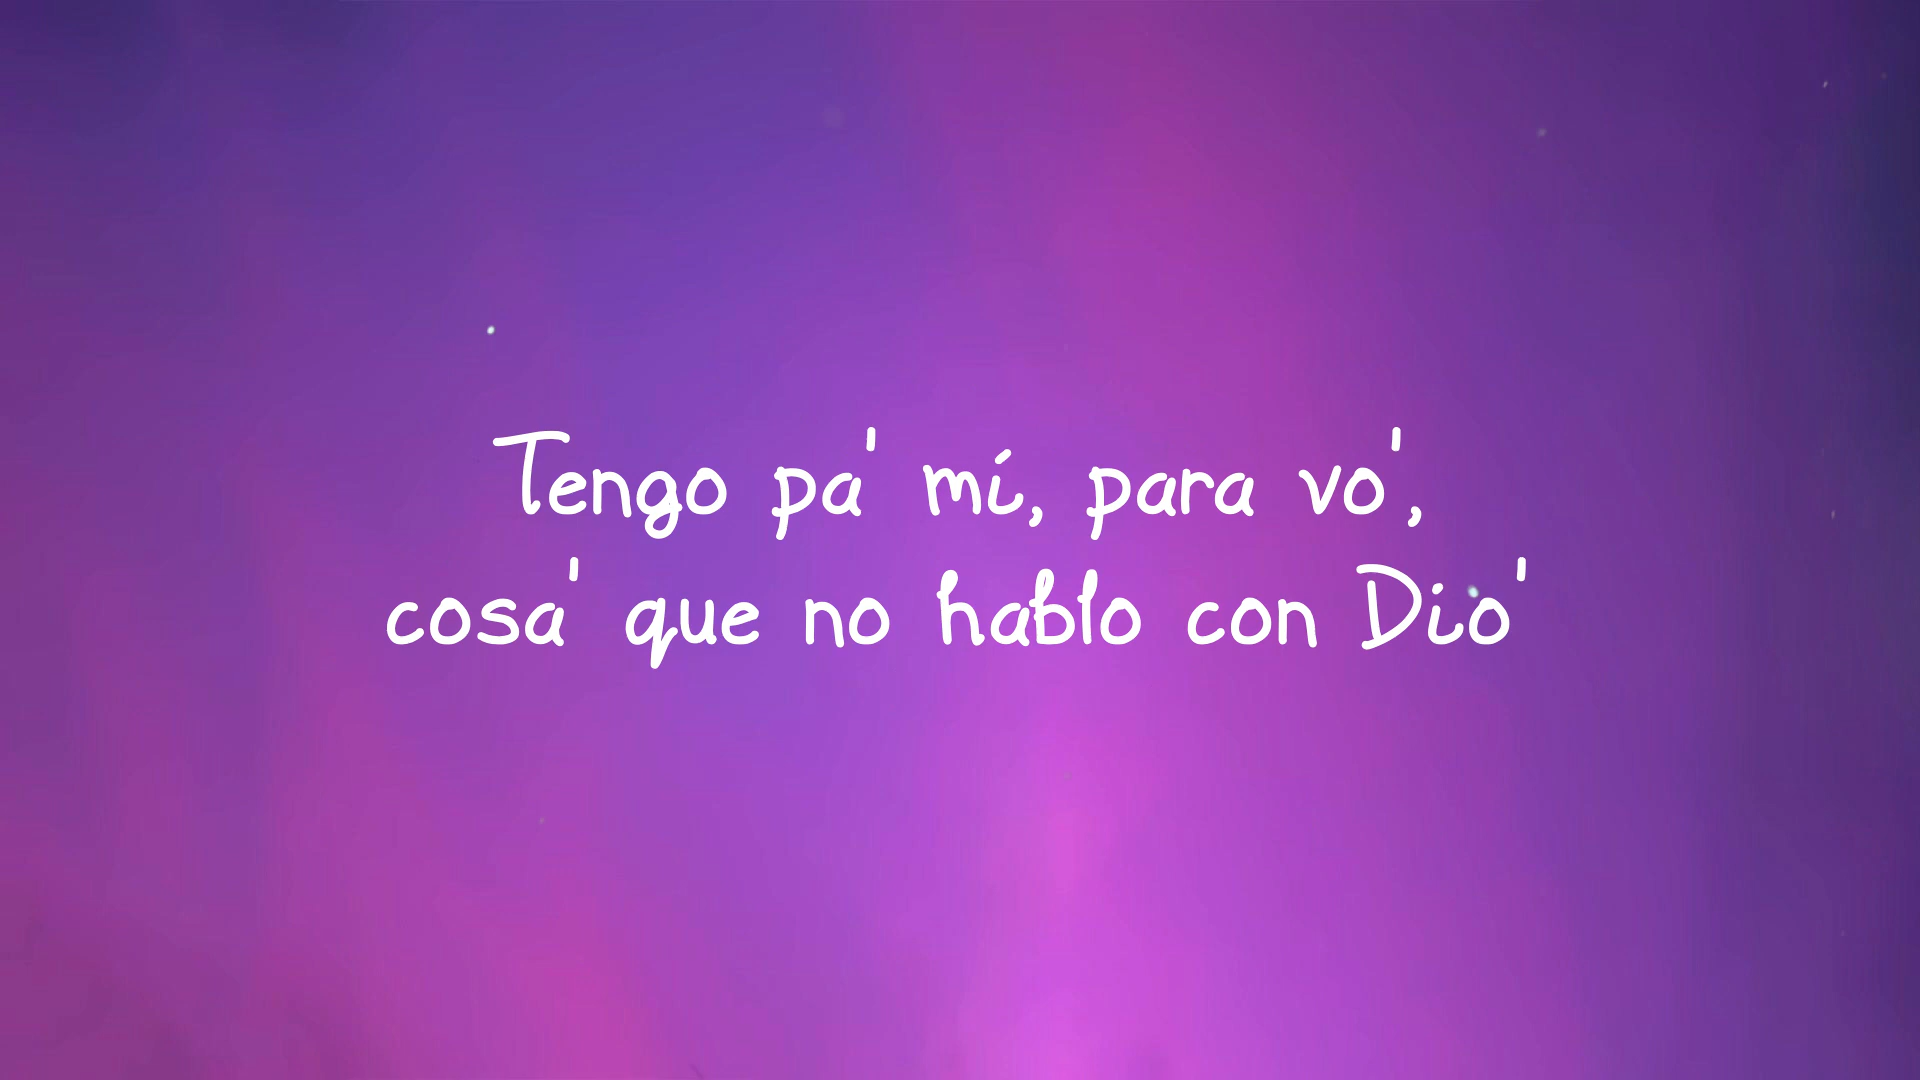 Tengo pa' mí, para vo',
cosa' que no hablo con Dio'